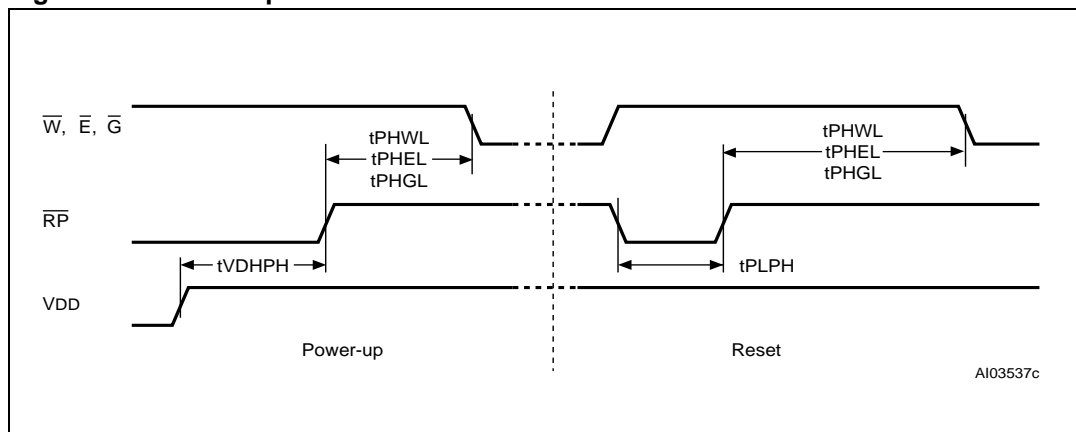 W, E, G
tPHWL
tPHEL
tPHGL
tPHWL
tPHEL
tPHGL
RP
tVDHPH
tPLPH
VDD
Power-up
Reset
AI03537c